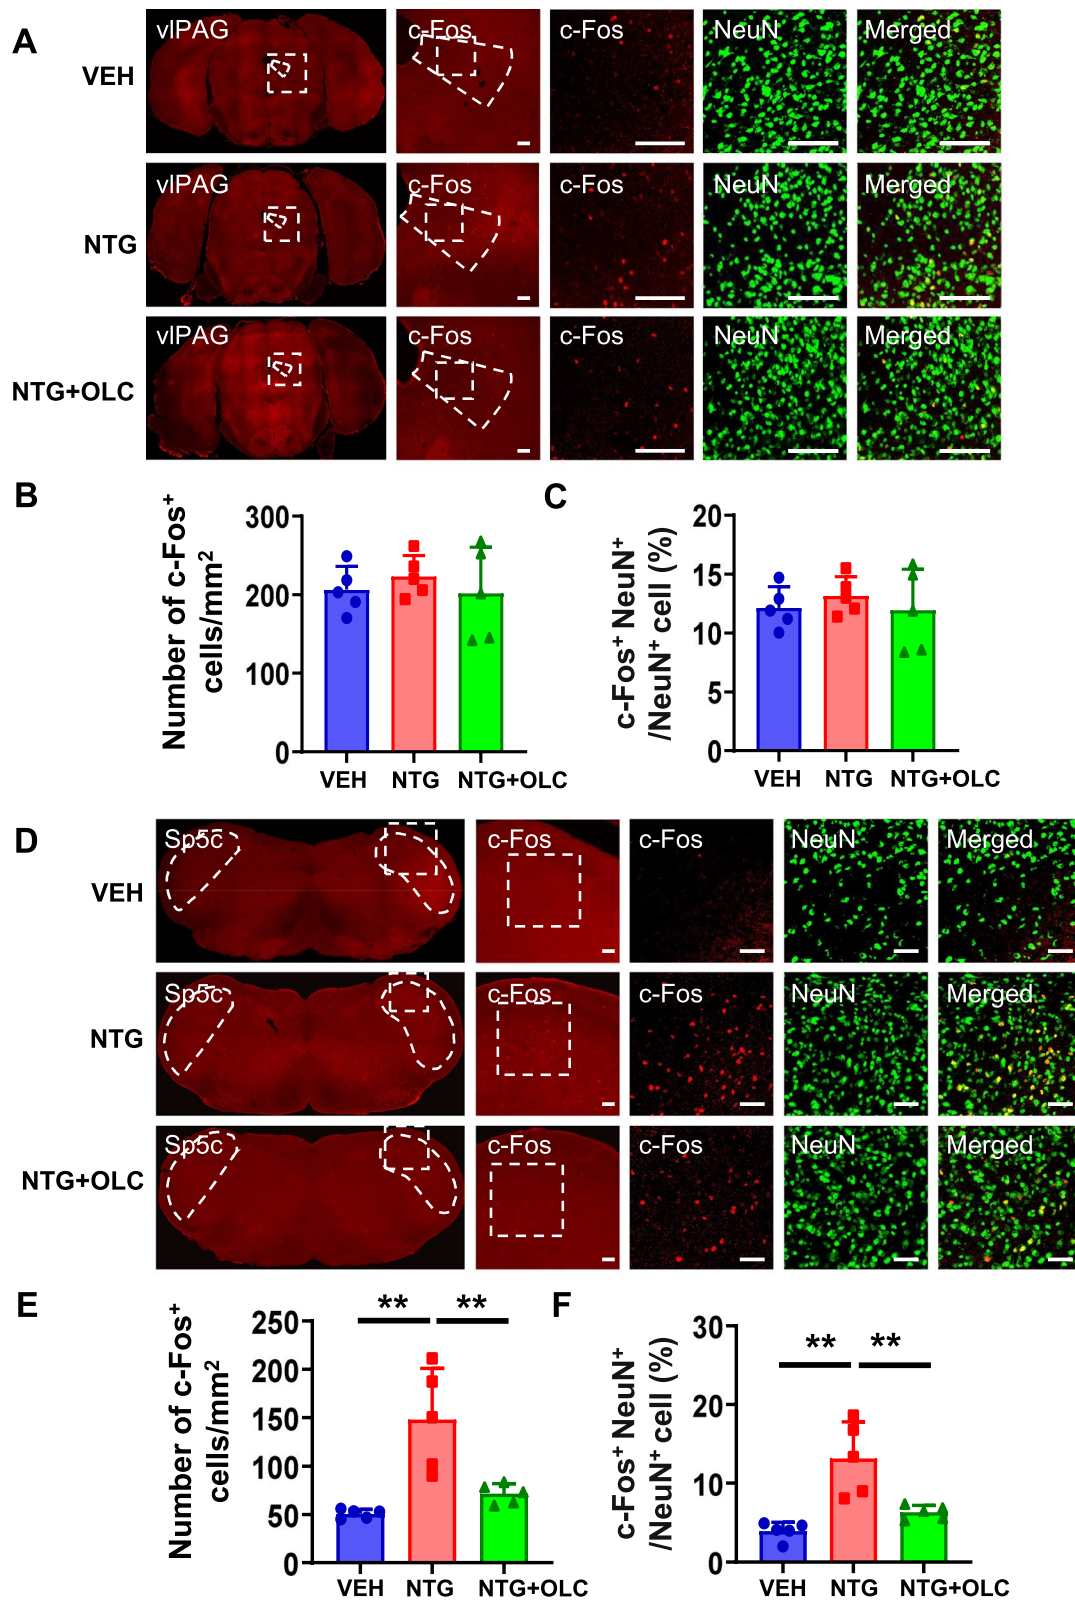 A
VEH
vlPAG
c-Fos
c-Fos
NeuN
Merged
NTG
vlPAG
c-Fos
c-Fos
NeuN
Merged
NTG+OLC
vlPAG
c-Fos
c-Fos
NeuN
Merged
B
Number of c-Fos⁺
cells/mm²
300
200
100
0
VEH
NTG
NTG+OLC
C
c-Fos⁺ NeuN⁺
/NeuN⁺ cell (%)
20
15
10
5
0
VEH
NTG
NTG+OLC
D
VEH
Sp5c
c-Fos
c-Fos
NeuN
Merged
NTG
Sp5c
c-Fos
c-Fos
NeuN
Merged
NTG+OLC
Sp5c
c-Fos
c-Fos
NeuN
Merged
E
Number of c-Fos⁺
cells/mm²
250
200
150
100
50
0
**
**
VEH
NTG
NTG+OLC
F
c-Fos⁺ NeuN⁺
/NeuN⁺ cell (%)
30
20
10
0
**
**
VEH
NTG
NTG+OLC